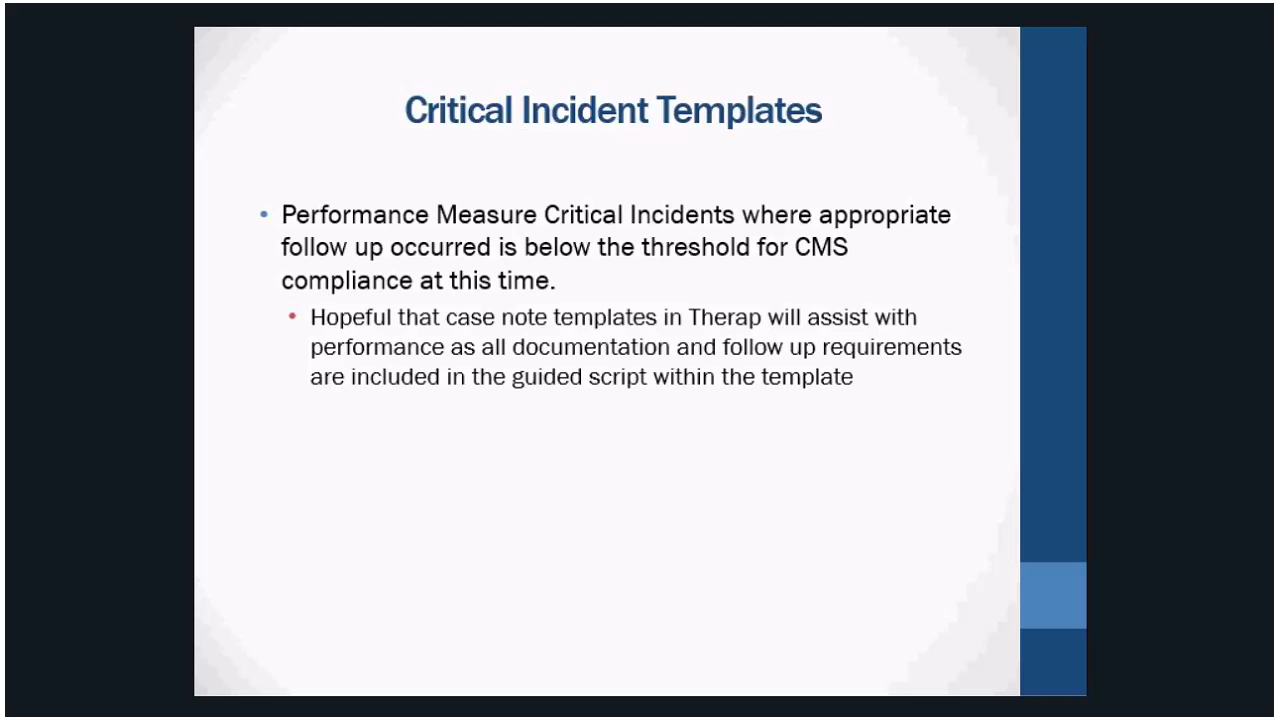 Critical Incident Templates
• Performance Measure Critical Incidents where appropriate
follow up occurred is below the threshold for CMS
compliance at this time.
• Hopeful that case note templates in Therap will assist with
performance as all documentation and follow up requirements
are included in the guided script within the template